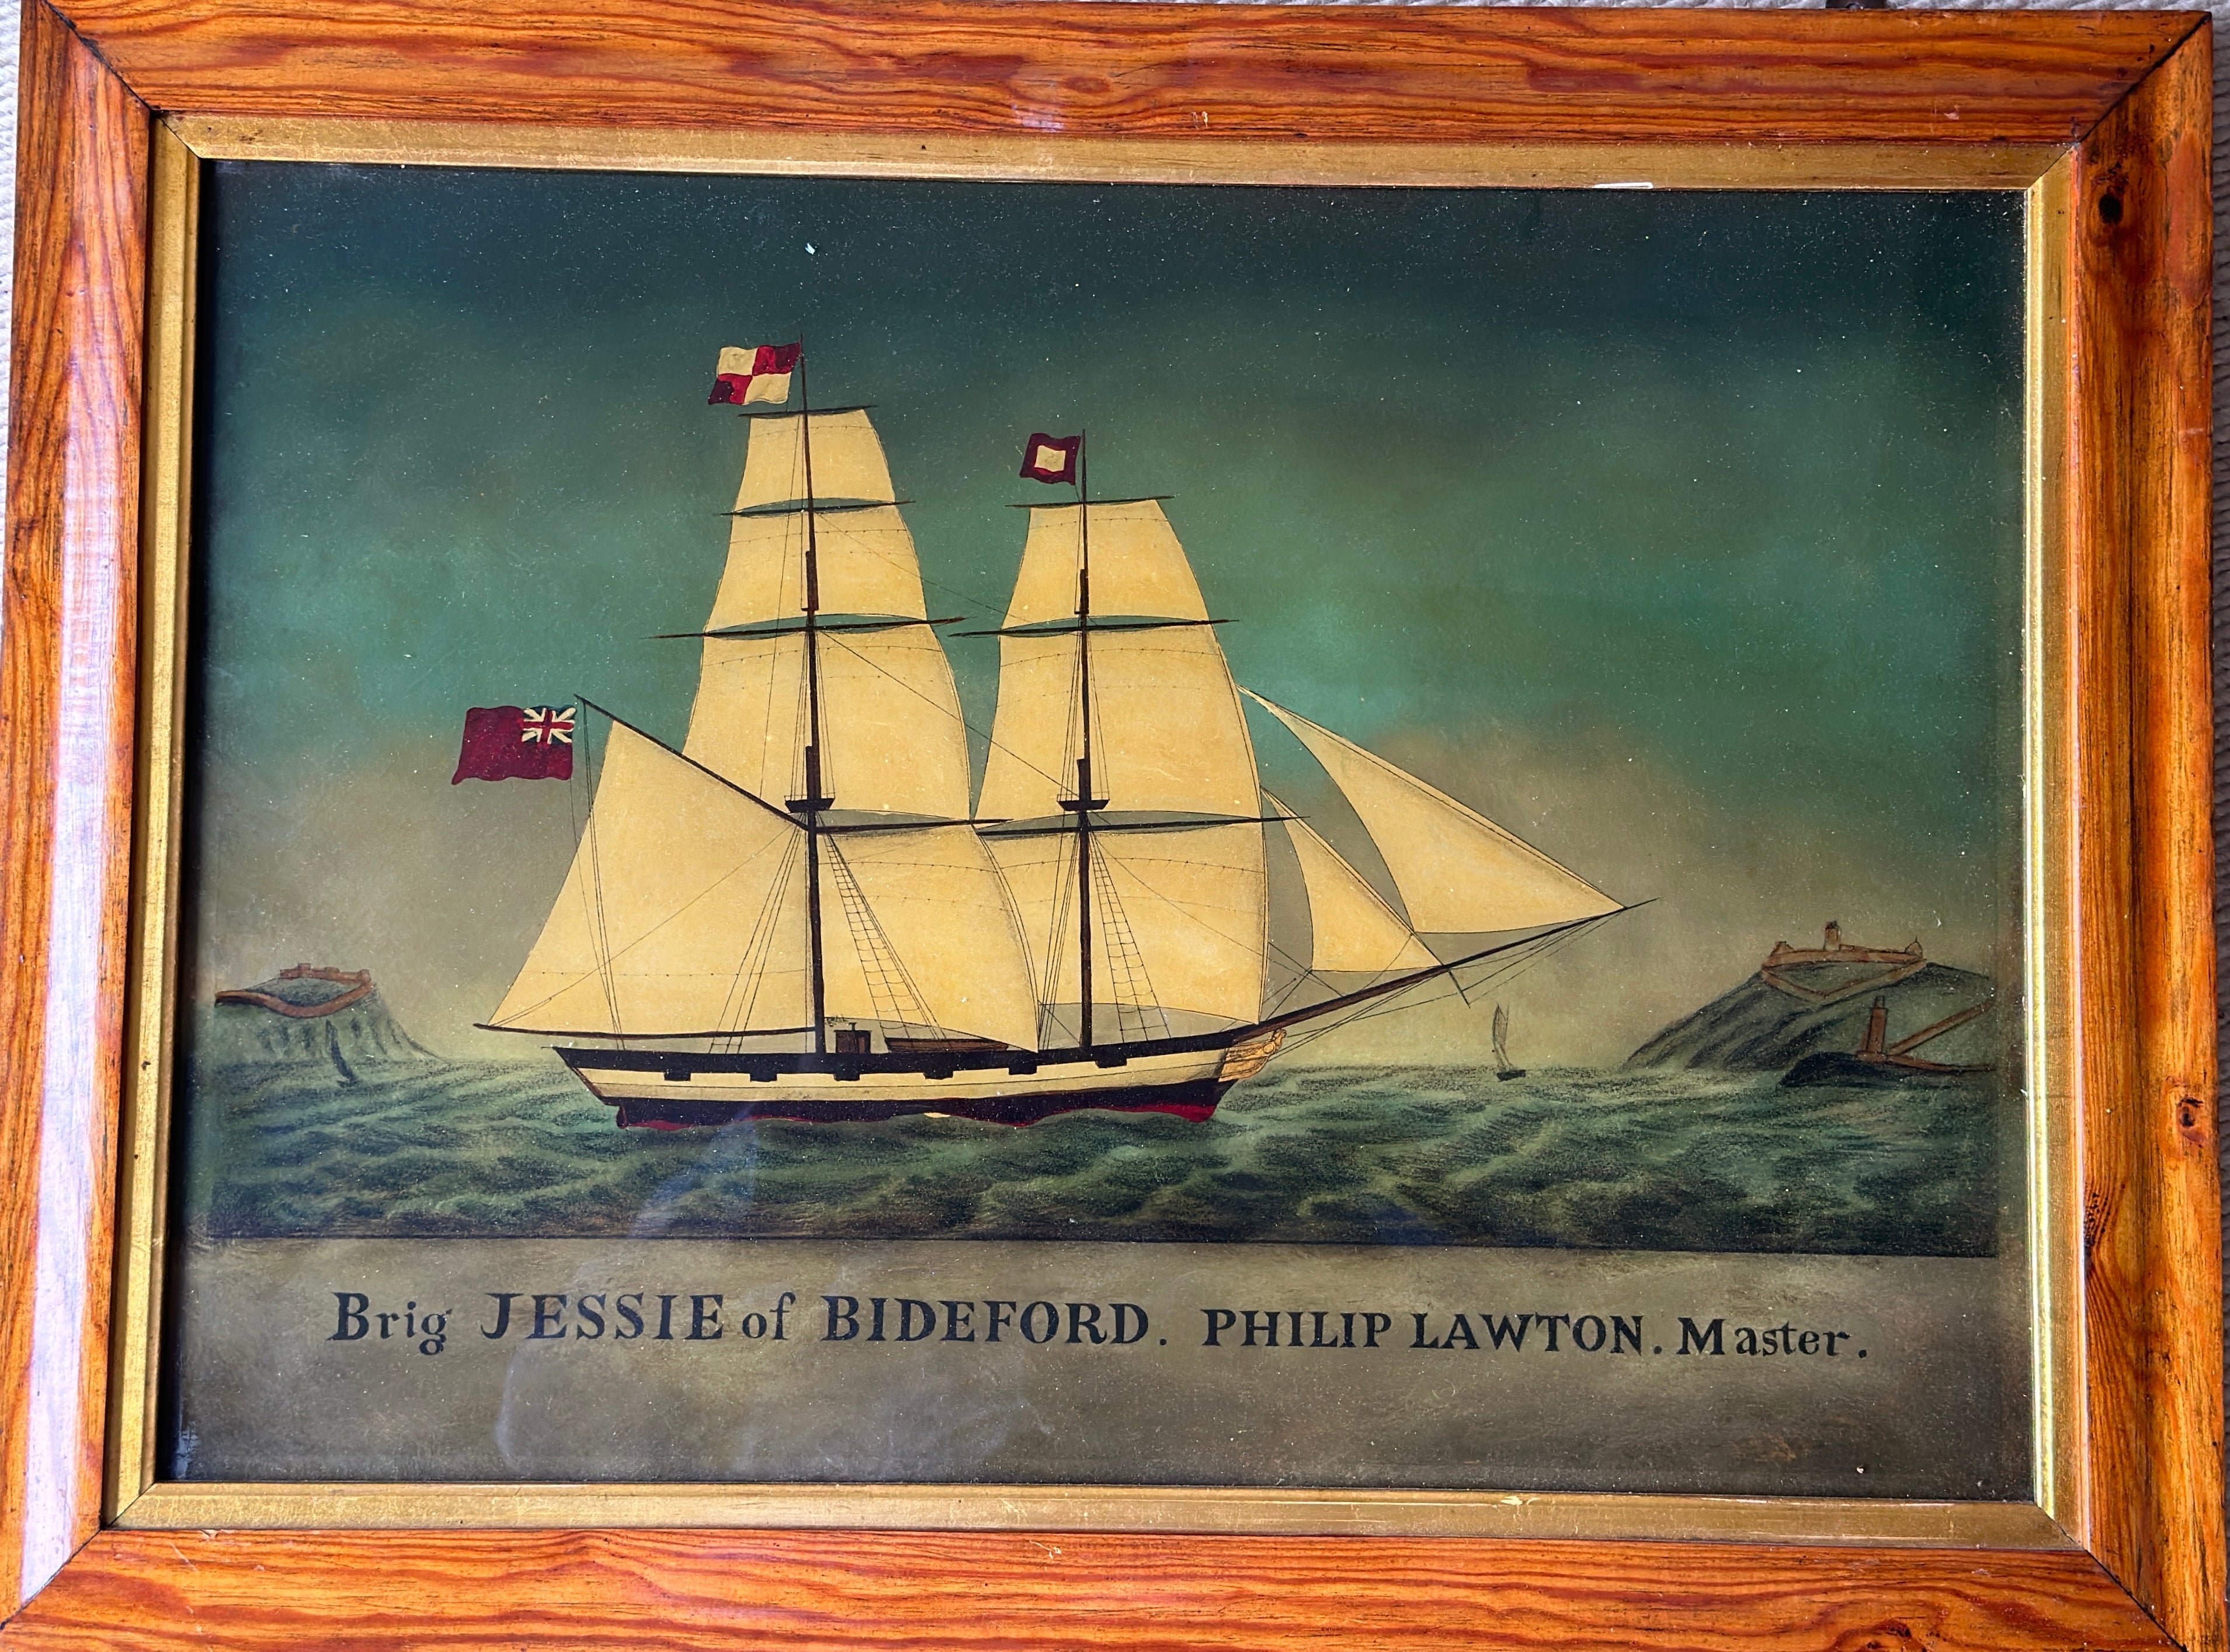 Brig JESSIE of BIDEFORD. PHILIP LAWTON. Master.